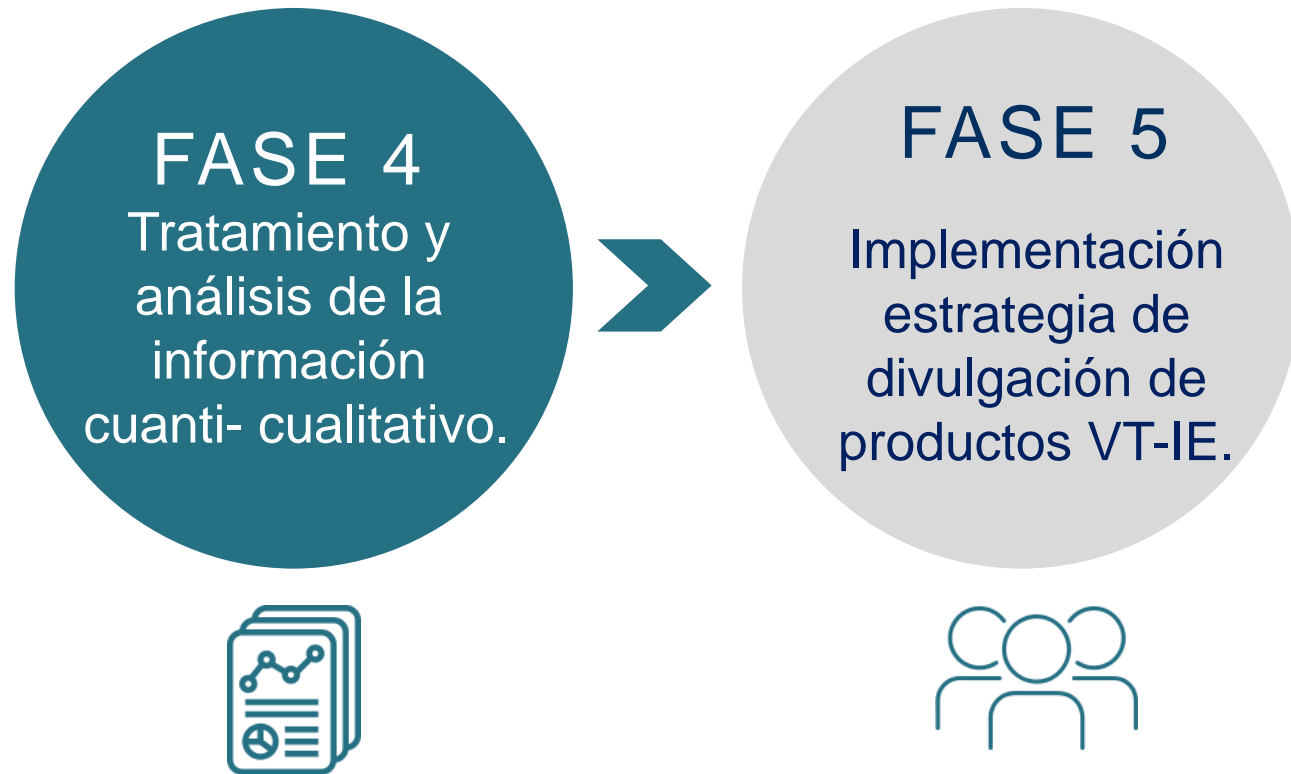 FASE 4
Tratamiento y
análisis de la
información
cuanti- cualitativo.
FASE 5
Implementación
estrategia de
divulgación de
productos VT-IE.